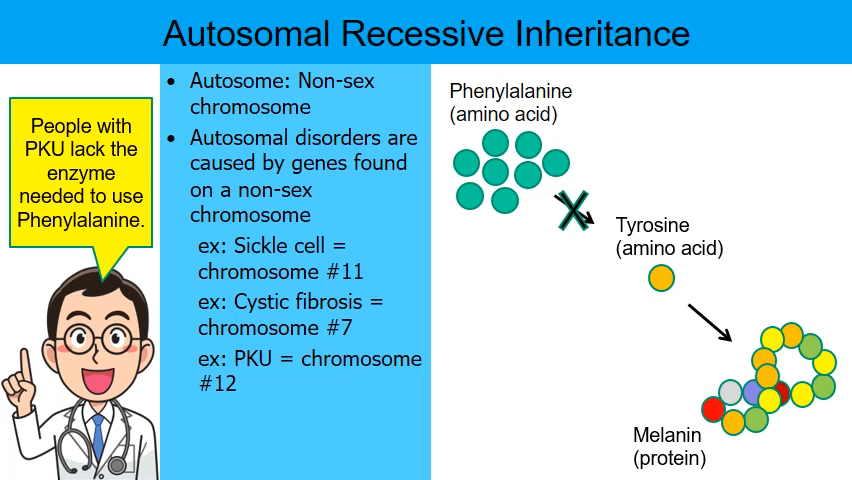 Autosomal Recessive Inheritance
People with
PKU lack the
enzyme
needed to use
Phenylalanine.
• Autosome: Non-sex
chromosome
• Autosomal disorders are
caused by genes found
on a non-sex
chromosome
ex: Sickle cell =
chromosome #11
ex: Cystic fibrosis =
chromosome #7
ex: PKU = chromosome
#12
Phenylalanine
(amino acid)
Tyrosine
(amino acid)
Melanin
(protein)